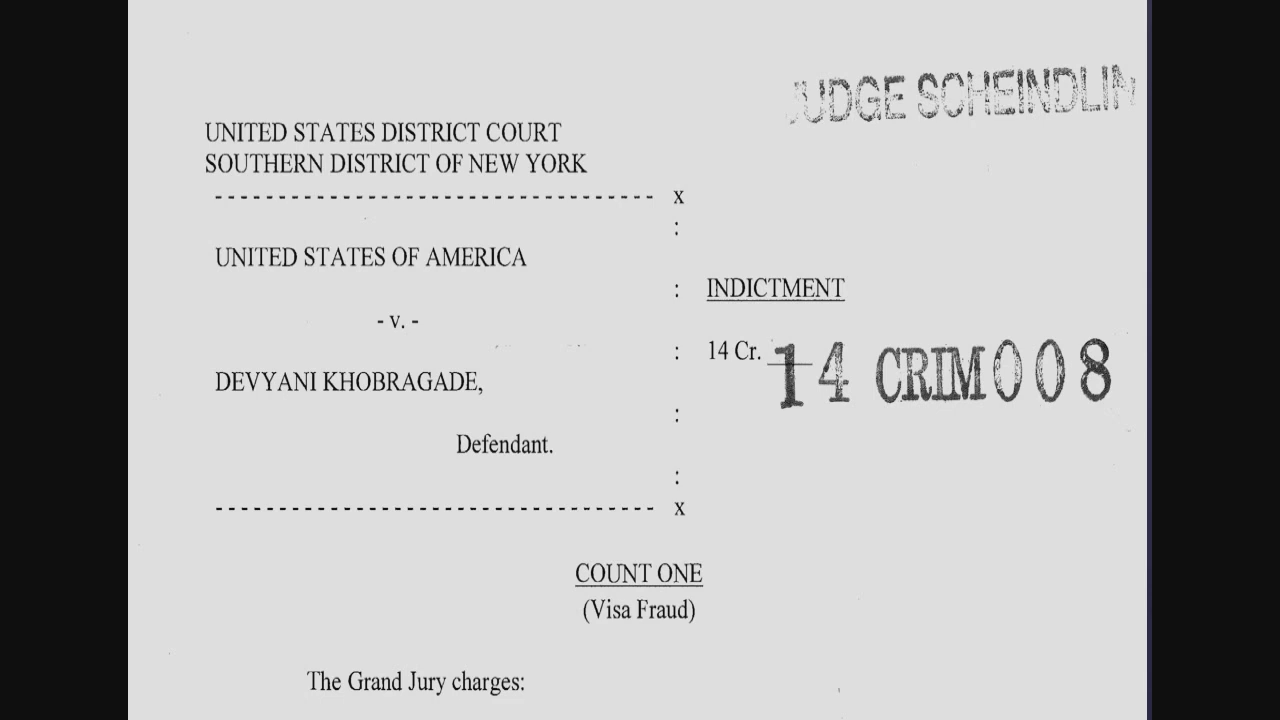 JUDGE SCHEINDLIN
UNITED STATES DISTRICT COURT
SOUTHERN DISTRICT OF NEW YORK
- - - - - - - - - - - - - - - - - - - - - - - - - - - - - - - - - - - x
:
UNITED STATES OF AMERICA
: INDICTMENT
- v. -
: 14 Cr. 14 CRIM 008
DEVYANI KHOBRAGADE,
:
Defendant.
:
- - - - - - - - - - - - - - - - - - - - - - - - - - - - - - - - - - - x
COUNT ONE
(Visa Fraud)
The Grand Jury charges: